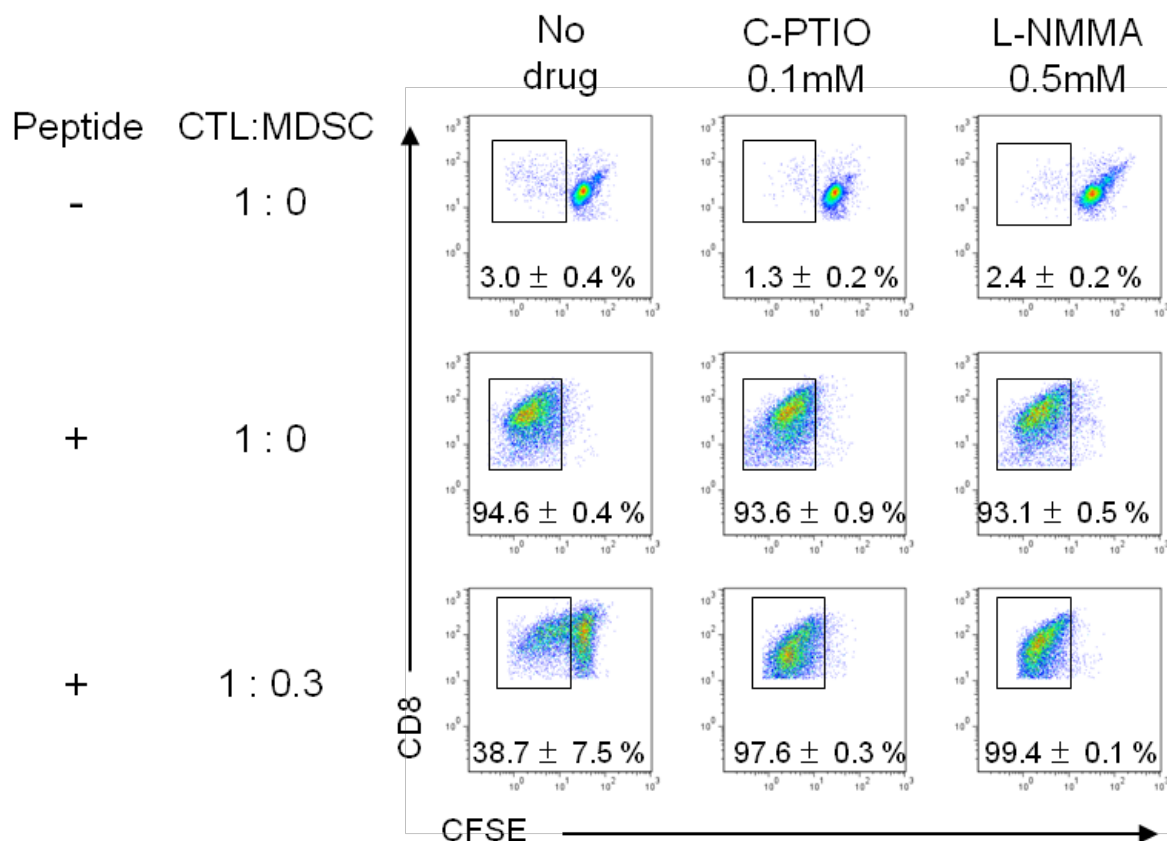 No drug
C-PTIO 0.1mM
L-NMMA 0.5mM
Peptide CTL:MDSC
- 1 : 0
3.0 ± 0.4 %
1.3 ± 0.2 %
2.4 ± 0.2 %
+ 1 : 0
94.6 ± 0.4 %
93.6 ± 0.9 %
93.1 ± 0.5 %
+ 1 : 0.3
38.7 ± 7.5 %
97.6 ± 0.3 %
99.4 ± 0.1 %
CD8
CFSE